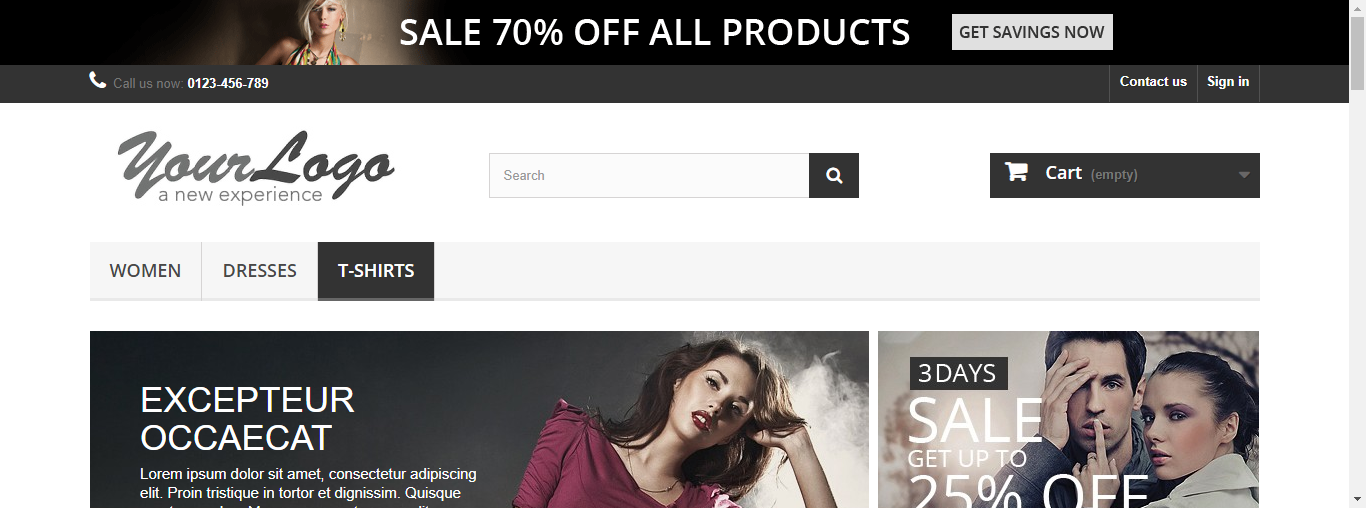 SALE 70% OFF ALL PRODUCTS
GET SAVINGS NOW
Call us now: 0123-456-789
Contact us
Sign in
YourLogo
a new experience
Search
Cart (empty)
WOMEN
DRESSES
T-SHIRTS
EXCEPTEUR
OCCAECAT
Lorem ipsum dolor sit amet, consectetur adipiscing
elit. Proin tristique in tortor et dignissim. Quisque
3 DAYS
SALE
GET UP TO
25% OFF